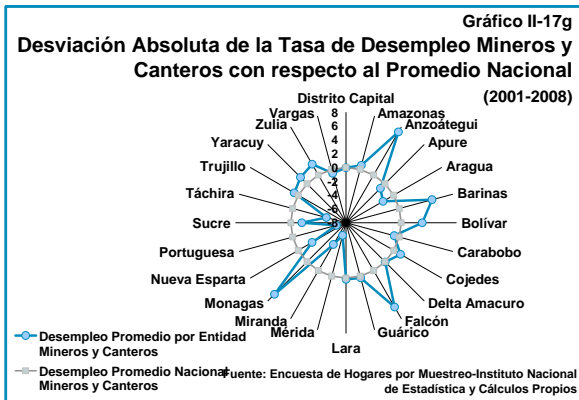 Gráfico II-17g
Desviación Absoluta de la Tasa de Desempleo Mineros y
Canteros con respecto al Promedio Nacional
(2001-2008)
Distrito Capital
Vargas
Amazonas
Zulia
Anzoátegui
Yaracuy
Apure
Trujillo
Aragua
Táchira
Barinas
Sucre
Bolívar
Portuguesa
Carabobo
Nueva Esparta
Cojedes
Monagas
Delta Amacuro
Miranda
Falcón
Mérida
Guárico
Lara
8
6
4
2
0
-2
-4
-6
-8
Desempleo Promedio por Entidad
Mineros y Canteros
Desempleo Promedio Nacional
Mineros y Canteros
Fuente: Encuesta de Hogares por Muestreo-Instituto Nacional
de Estadística y Cálculos Propios